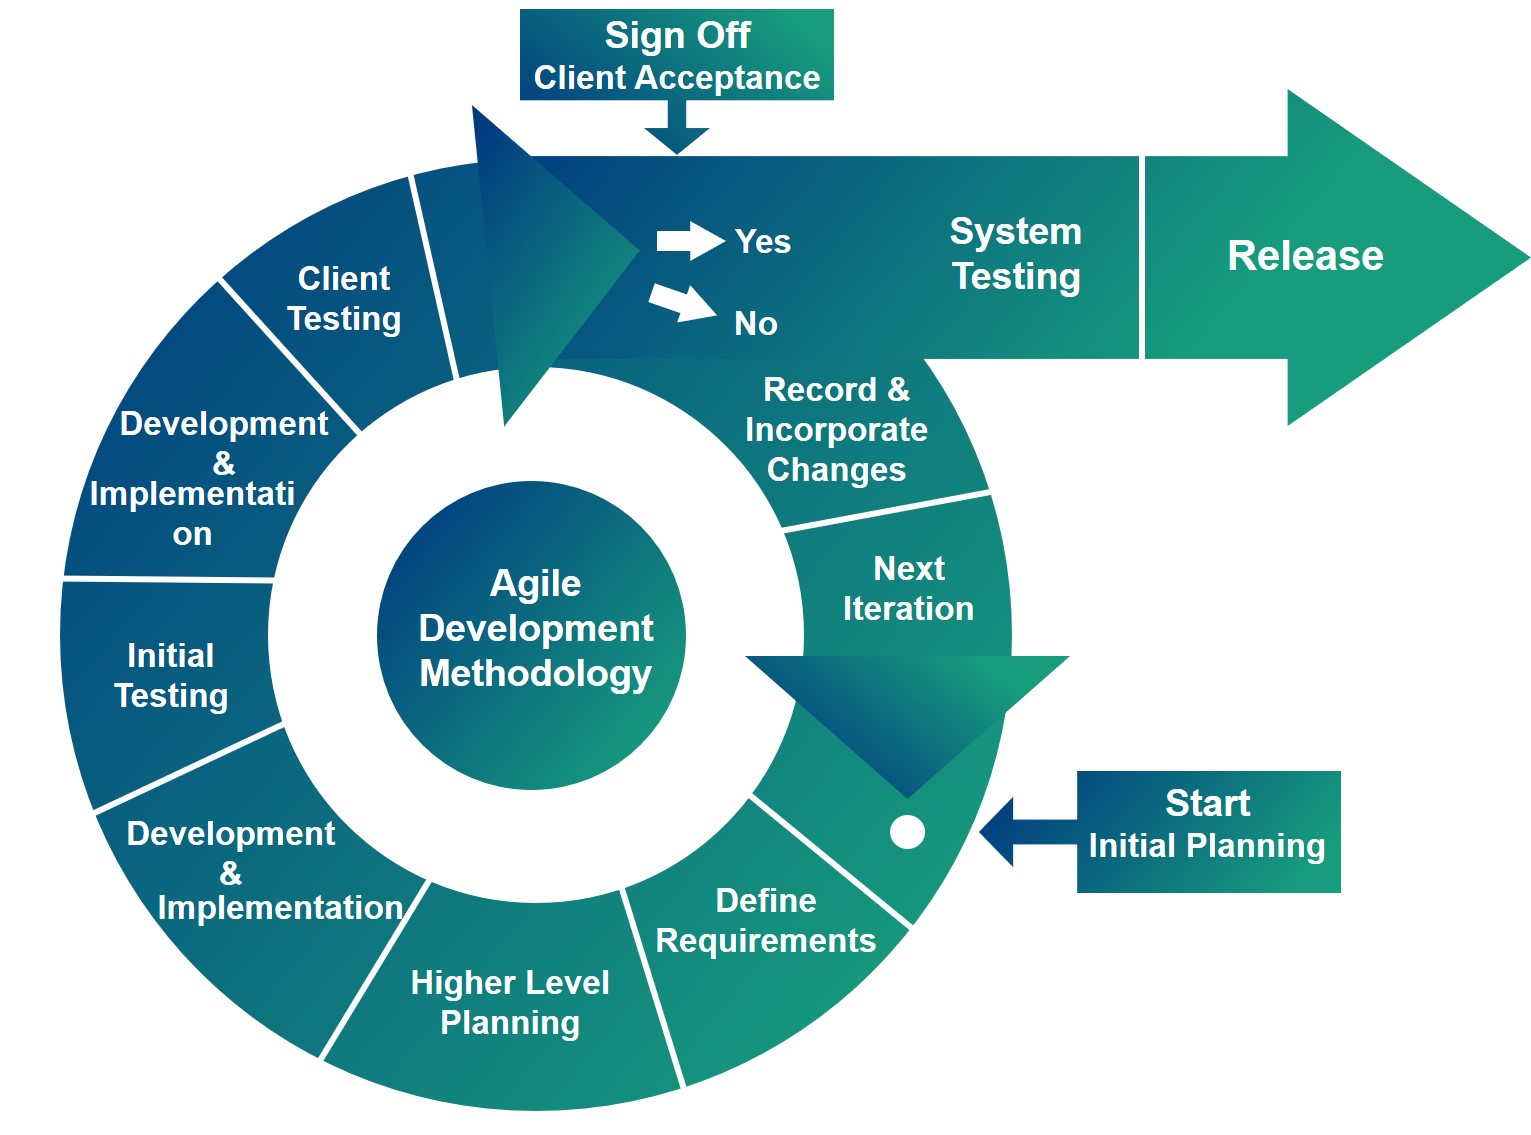 Sign Off
Client Acceptance
Yes
No
System
Testing
Release
Client
Testing
Development
&
Implementati
on
Initial
Testing
Development
&
Implementation
Higher Level
Planning
Define
Requirements
Start
Initial Planning
Next
Iteration
Record &
Incorporate
Changes
Agile
Development
Methodology